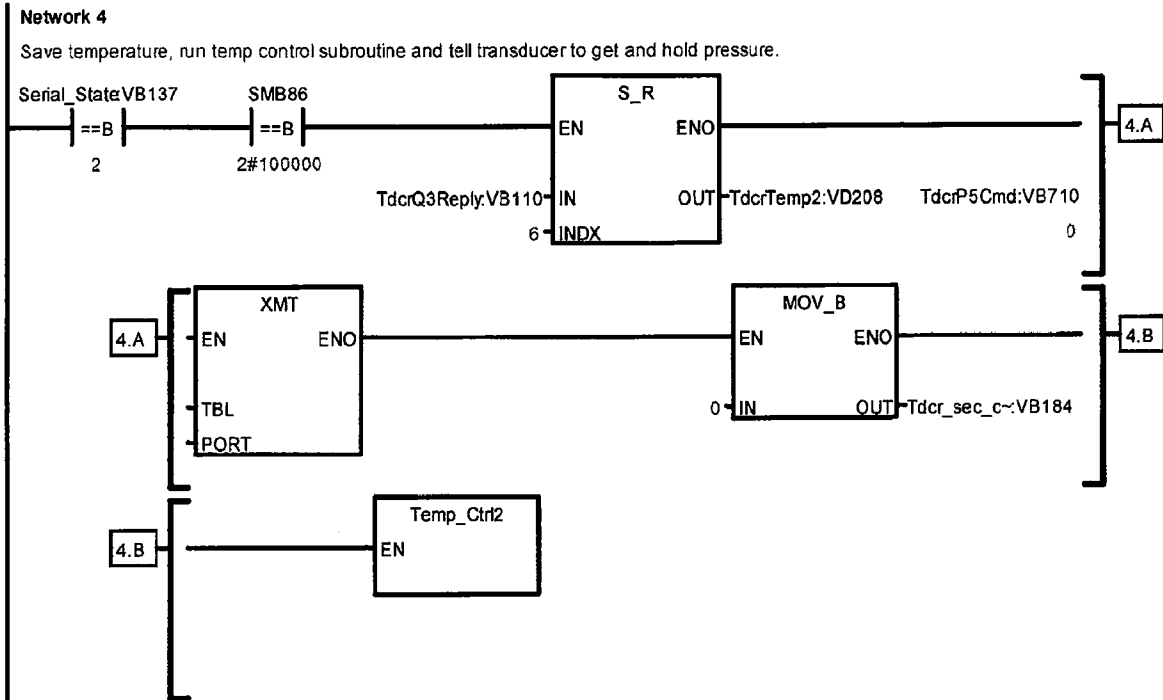 Network 4
Save temperature, run temp control subroutine and tell transducer to get and hold pressure.
Serial_State:VB137
==B
2
SMB86
==B
2#100000
S_R
EN ENO
TdcrQ3Reply:VB110 IN OUT TdcrTemp2:VD208
6 INDX
TdcrP5Cmd:VB710
0
4.A
4.A
XMT
EN ENO
TBL
PORT
MOV_B
EN ENO
0 IN OUT Tdcr_sec_c~:VB184
4.B
4.B
Temp_Ctrl2
EN